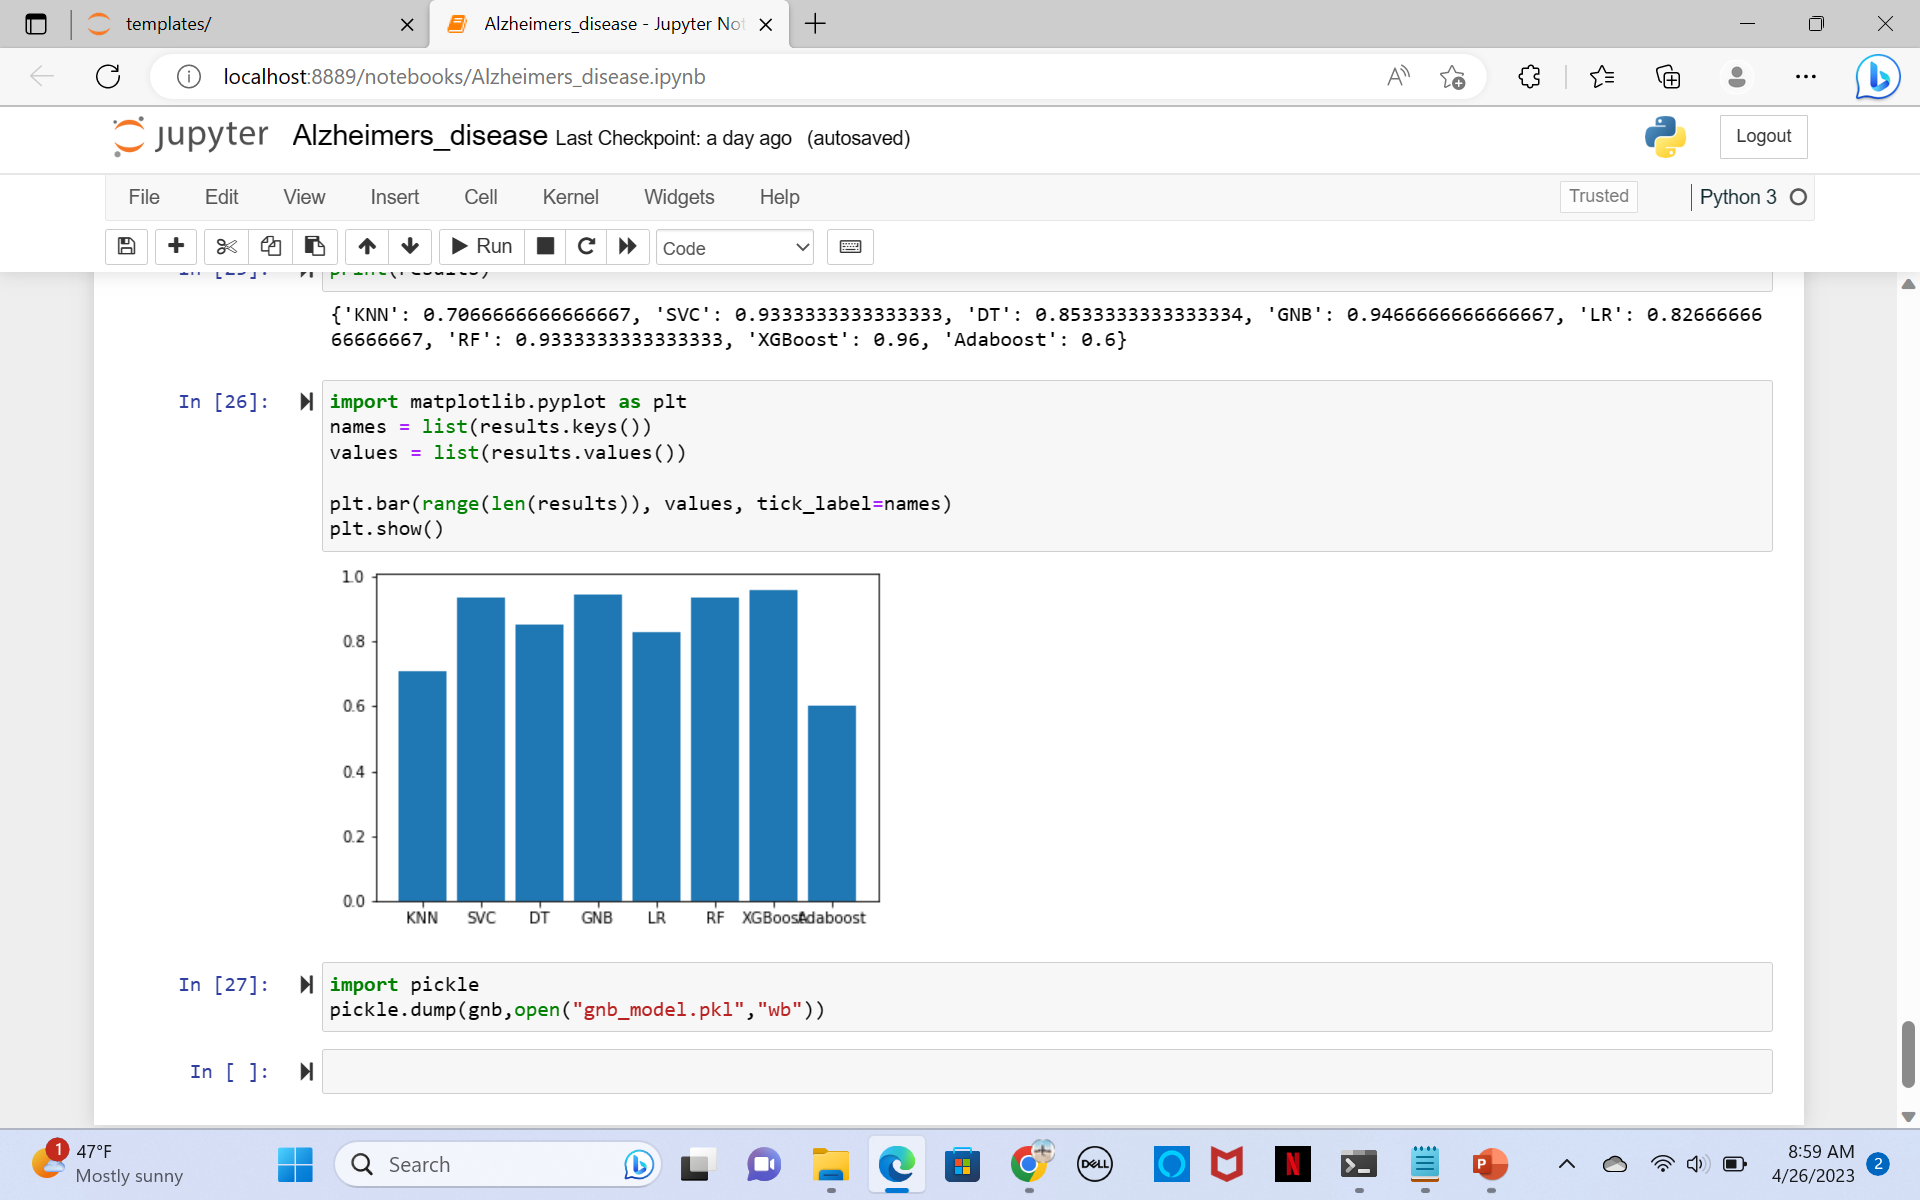 templates/
Alzheimers_disease - Jupyter Not
localhost:8889/notebooks/Alzheimers_disease.ipynb
jupyter Alzheimers_disease Last Checkpoint: a day ago (autosaved)
Logout
File Edit View Insert Cell Kernel Widgets Help
Trusted
Python 3
Run
Code
In [25]: print(results)
{'KNN': 0.7066666666666667, 'SVC': 0.9333333333333333, 'DT': 0.8533333333333334, 'GNB': 0.9466666666666667, 'LR': 0.82666666
66666667, 'RF': 0.9333333333333333, 'XGBoost': 0.96, 'Adaboost': 0.6}
In [26]: import matplotlib.pyplot as plt
names = list(results.keys())
values = list(results.values())
plt.bar(range(len(results)), values, tick_label=names)
plt.show()
1.0
0.8
0.6
0.4
0.2
0.0
KNN SVC DT GNB LR RF XGBoost Adaboost
In [27]: import pickle
pickle.dump(gnb,open("gnb_model.pkl","wb"))
In [ ]:
1
47°F
Mostly sunny
Search
DELL
N
P
8:59 AM
4/26/2023
2